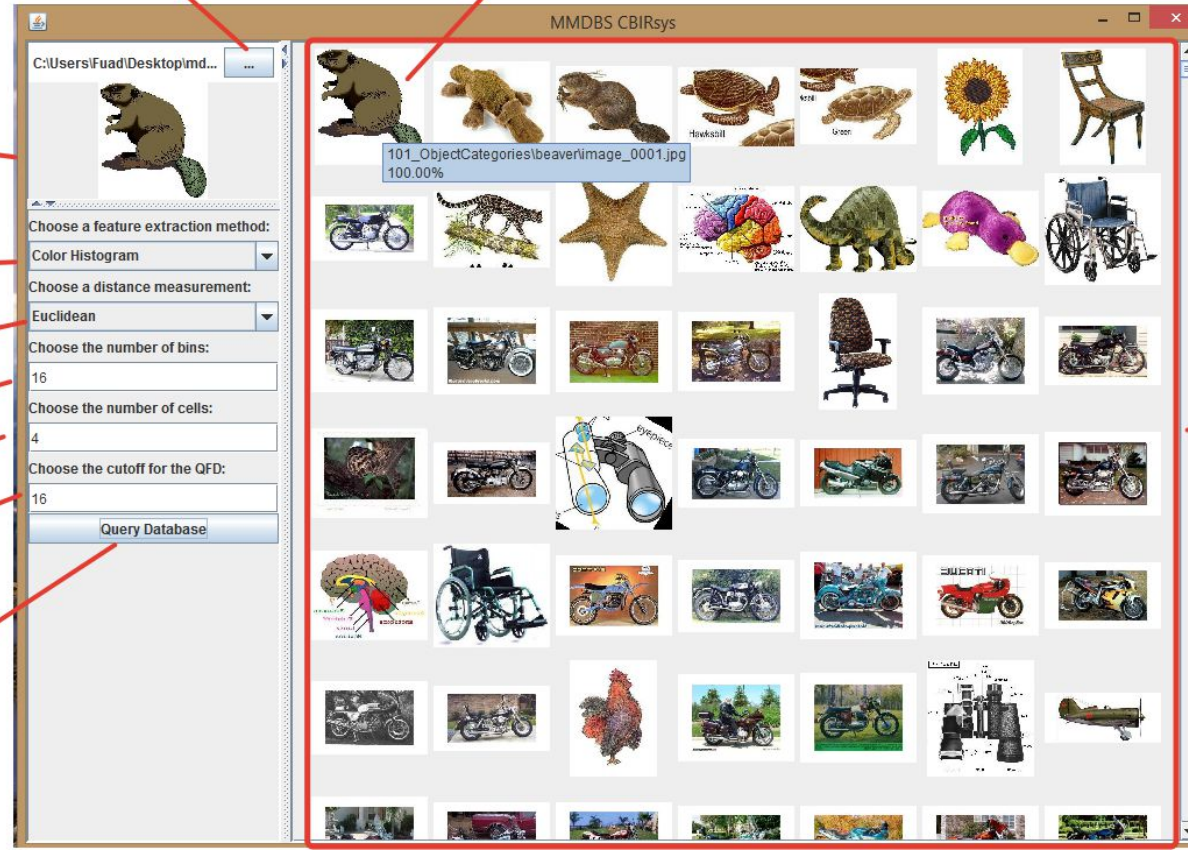 MMDBS CBIRsys
C:\Users\Fuad\Desktop\md...
...
Choose a feature extraction method:
Color Histogram
Choose a distance measurement:
Euclidean
Choose the number of bins:
16
Choose the number of cells:
4
Choose the cutoff for the QFD:
16
Query Database
Hawksbill
Green
101_ObjectCategories\beaver\image_0001.jpg
100.00%
eyepiece
DUCATI